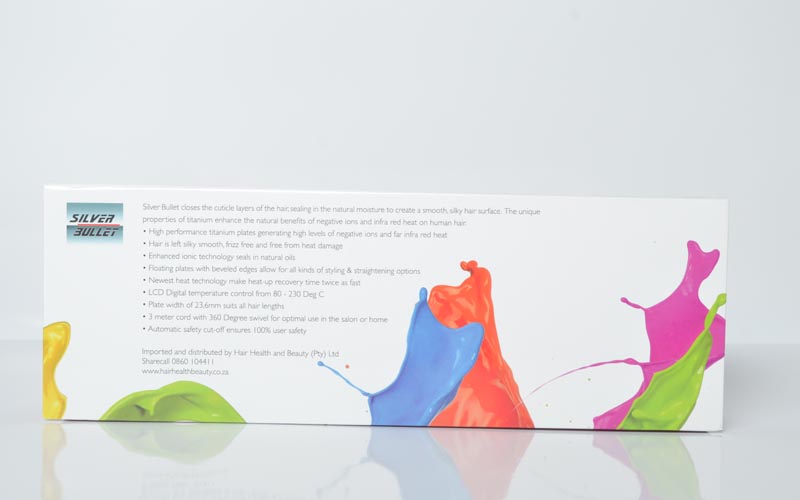 SILVER
BULLET
Silver Bullet closes the cuticle layers of the hair, sealing in the natural moisture to create a smooth, silky hair surface. The unique
properties of titanium enhance the natural benefits of negative ions and infra red heat on human hair.
• High performance titanium plates generating high levels of negative ions and far infra red heat
• Hair is left silky smooth, frizz free and free from heat damage
• Enhanced ionic technology seals in natural oils
• Floating plates with beveled edges allow for all kinds of styling & straightening options
• Newest heat technology make heat-up recovery time twice as fast
• LCD Digital temperature control from 80 - 230 Deg C
• Plate width of 23.6mm suits all hair lengths
• 3 meter cord with 360 Degree swivel for optimal use in the salon or home
• Automatic safety cut-off ensures 100% user safety
Imported and distributed by Hair Health and Beauty (Pty) Ltd
Sharecall 0860 104411
www.hairhealthbeauty.co.za